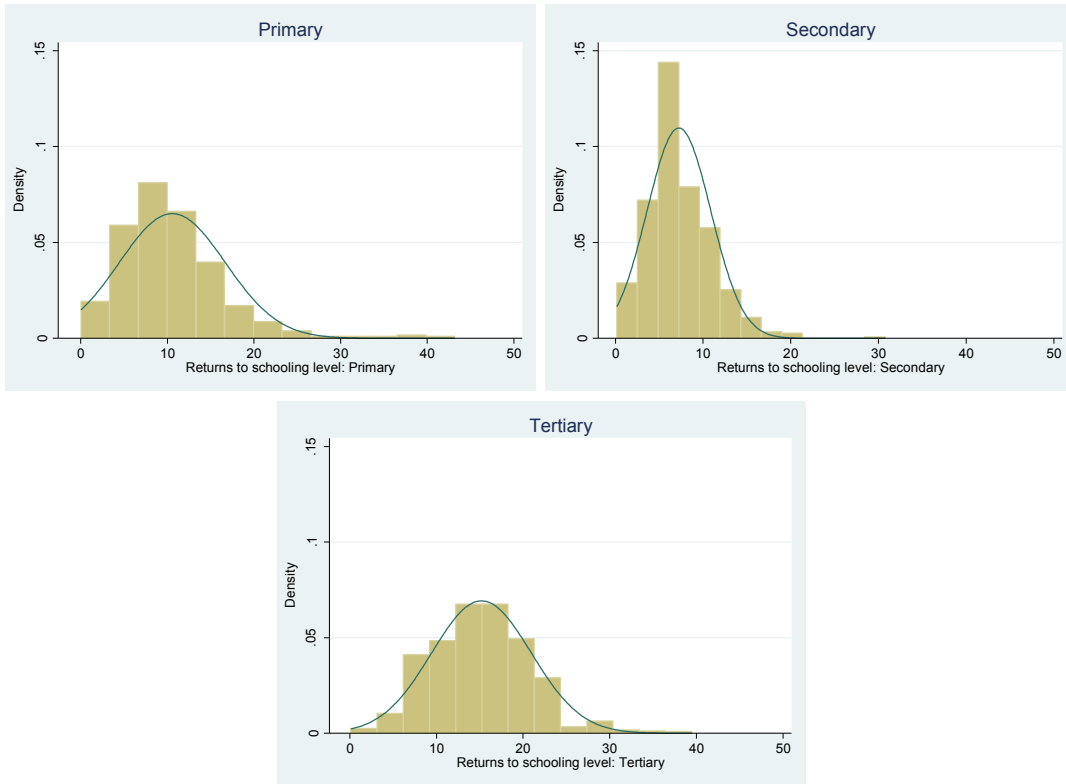 Primary
.15
.1
.05
0
Density
0 10 20 30 40 50
Returns to schooling level: Primary
Secondary
.15
.1
.05
0
Density
0 10 20 30 40 50
Returns to schooling level: Secondary
Tertiary
.15
.1
.05
0
Density
0 10 20 30 40 50
Returns to schooling level: Tertiary